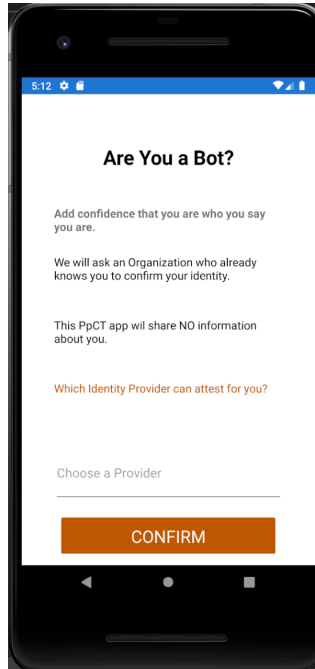 5:12
Are You a Bot?
Add confidence that you are who you say
you are.
We will ask an Organization who already
knows you to confirm your identity.
This PpCT app wil share NO information
about you.
Which Identity Provider can attest for you?
Choose a Provider
CONFIRM